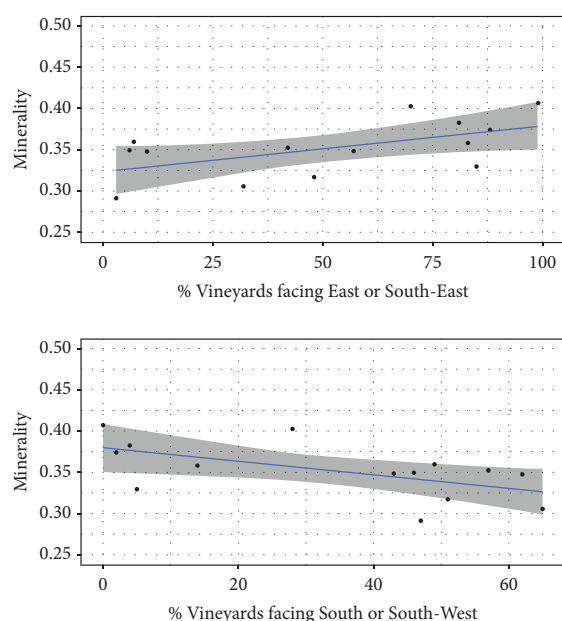 0.50
0.45
0.40
0.35
0.30
0.25
Minerality
0 25 50 75 100
% Vineyards facing East or South-East
0.50
0.45
0.40
0.35
0.30
0.25
Minerality
0 20 40 60
% Vineyards facing South or South-West